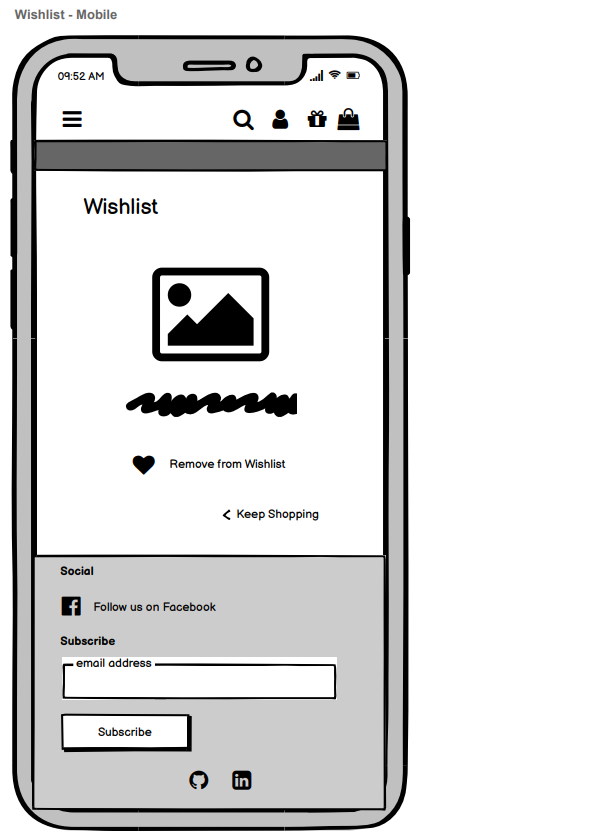 Wishlist - Mobile
09:52 AM
Wishlist
Remove from Wishlist
< Keep Shopping
Social
Follow us on Facebook
Subscribe
email address
Subscribe